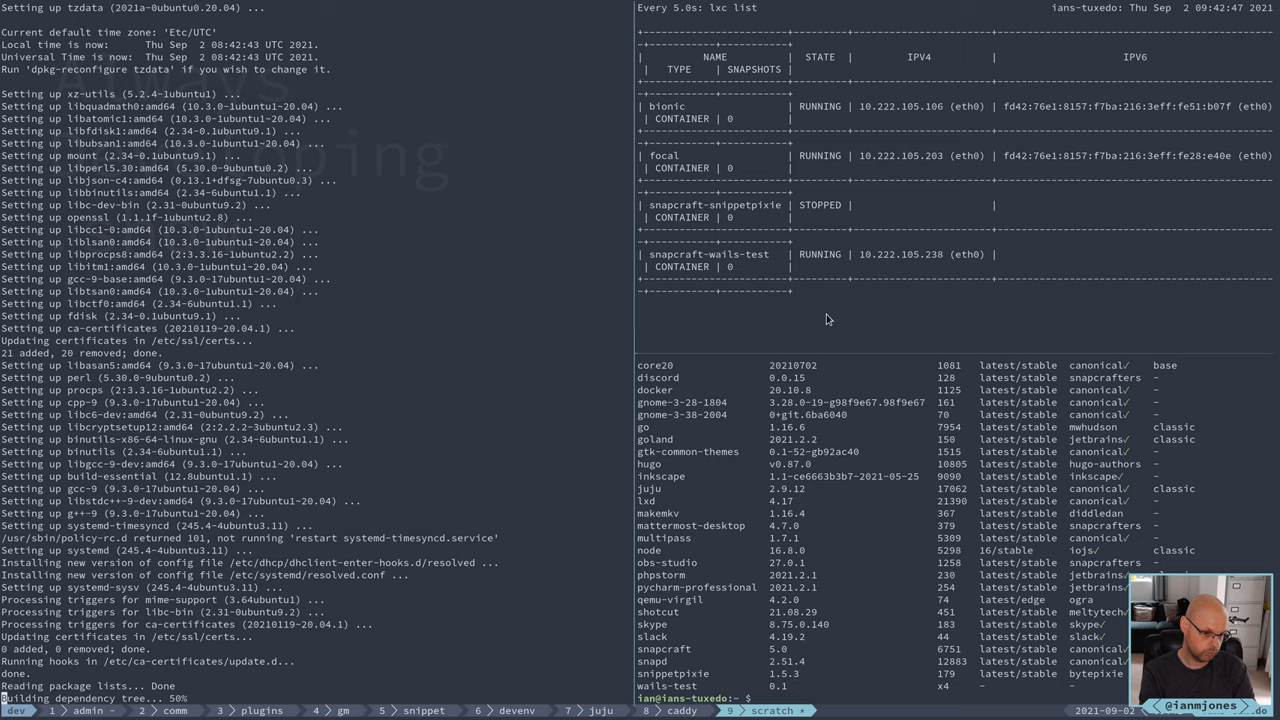 Setting up tzdata (2021a-0ubuntu0.20.04) ...
Current default time zone: 'Etc/UTC'
Local time is now:      Thu Sep  2 08:42:43 UTC 2021.
Universal Time is now:  Thu Sep  2 08:42:43 UTC 2021.
Run 'dpkg-reconfigure tzdata' if you wish to change it.
Setting up xz-utils (5.2.4-1ubuntu1) ...
Setting up libquadmath0:amd64 (10.3.0-1ubuntu1~20.04) ...
Setting up libatomic1:amd64 (10.3.0-1ubuntu1~20.04) ...
Setting up libfdisk1:amd64 (2.34-0.1ubuntu9.1) ...
Setting up libubsan1:amd64 (10.3.0-1ubuntu1~20.04) ...
Setting up mount (2.34-0.1ubuntu9.1) ...
Setting up libperl5.30:amd64 (5.30.0-9ubuntu0.2) ...
Setting up libjson-c4:amd64 (0.13.1+dfsg-7ubuntu0.3) ...
Setting up libbinutils:amd64 (2.34-6ubuntu1.1) ...
Setting up libc-dev-bin (2.31-0ubuntu9.2) ...
Setting up openssl (1.1.1f-1ubuntu2.8) ...
Setting up libcc1-0:amd64 (10.3.0-1ubuntu1~20.04) ...
Setting up liblsan0:amd64 (10.3.0-1ubuntu1~20.04) ...
Setting up libprocps8:amd64 (2:3.3.16-1ubuntu2.2) ...
Setting up libitm1:amd64 (10.3.0-1ubuntu1~20.04) ...
Setting up gcc-9-base:amd64 (9.3.0-17ubuntu1~20.04) ...
Setting up libtsan0:amd64 (10.3.0-1ubuntu1~20.04) ...
Setting up libctf0:amd64 (2.34-6ubuntu1.1) ...
Setting up fdisk (2.34-0.1ubuntu9.1) ...
Setting up ca-certificates (20210119~20.04.1) ...
Updating certificates in /etc/ssl/certs...
21 added, 20 removed; done.
Setting up libasan5:amd64 (9.3.0-17ubuntu1~20.04) ...
Setting up perl (5.30.0-9ubuntu0.2) ...
Setting up procps (2:3.3.16-1ubuntu2.2) ...
Setting up cpp-9 (9.3.0-17ubuntu1~20.04) ...
Setting up libc6-dev:amd64 (2.31-0ubuntu9.2) ...
Setting up libcryptsetup12:amd64 (2:2.2.2-3ubuntu2.3) ...
Setting up binutils-x86-64-linux-gnu (2.34-6ubuntu1.1) ...
Setting up binutils (2.34-6ubuntu1.1) ...
Setting up libgcc-9-dev:amd64 (9.3.0-17ubuntu1~20.04) ...
Setting up build-essential (12.8ubuntu1.1) ...
Setting up gcc-9 (9.3.0-17ubuntu1~20.04) ...
Setting up libstdc++-9-dev:amd64 (9.3.0-17ubuntu1~20.04) ...
Setting up g++-9 (9.3.0-17ubuntu1~20.04) ...
Setting up systemd-timesyncd (245.4-4ubuntu3.11) ...
/usr/sbin/policy-rc.d returned 101, not running 'restart systemd-timesyncd.service'
Setting up systemd (245.4-4ubuntu3.11) ...
Installing new version of config file /etc/dhcp/dhclient-enter-hooks.d/resolved ...
Installing new version of config file /etc/systemd/resolved.conf ...
Setting up systemd-sysv (245.4-4ubuntu3.11) ...
Processing triggers for mime-support (3.64ubuntu1) ...
Processing triggers for libc-bin (2.31-0ubuntu9.2) ...
Processing triggers for ca-certificates (20210119~20.04.1) ...
Updating certificates in /etc/ssl/certs...
0 added, 0 removed; done.
Running hooks in /etc/ca-certificates/update.d...
done.
Reading package lists... Done
Building dependency tree... 50%
Every 5.0s: lxc list    ians-tuxedo: Thu Sep  2 09:42:47 2021
| NAME | STATE | IPV4 | IPV6
| TYPE | SNAPSHOTS |
| bionic | RUNNING | 10.222.105.106 (eth0) | fd42:76e1:8157:f7ba:216:3eff:fe51:b07f (eth0)
| CONTAINER | 0 |
| focal | RUNNING | 10.222.105.203 (eth0) | fd42:76e1:8157:f7ba:216:3eff:fe28:e40e (eth0)
| CONTAINER | 0 |
| snapcraft-snippetpixie | STOPPED | |
| CONTAINER | 0 |
| snapcraft-wails-test | RUNNING | 10.222.105.238 (eth0) |
| CONTAINER | 0 |
core20 20210702 1081 latest/stable canonical✓ base
discord 0.0.15 128 latest/stable snapcrafters -
docker 20.10.8 1125 latest/stable canonical✓ -
gnome-3-28-1804 3.28.0-19-g98f9e67.98f9e67 161 latest/stable canonical✓ -
gnome-3-38-2004 0+git.6ba6040 70 latest/stable canonical✓ -
go 1.16.6 7954 latest/stable mwhudson classic
goland 2021.2.2 150 latest/stable jetbrains✓ classic
gtk-common-themes 0.1-52-gb92ac40 1515 latest/stable canonical✓ -
hugo v0.87.0 10805 latest/stable hugo-authors -
inkscape 1.1-ce6663b3b7-2021-05-25 9090 latest/stable inkscape✓ -
juju 2.9.12 17062 latest/stable canonical✓ classic
lxd 4.17 21390 latest/stable canonical✓ -
makemkv 1.16.4 367 latest/stable diddledan -
mattermost-desktop 4.7.0 379 latest/stable snapcrafters -
multipass 1.7.1 5309 latest/stable canonical✓ -
node 16.8.0 5298 16/stable iojs✓ classic
obs-studio 27.0.1 1258 latest/stable snapcrafters -
phpstorm 2021.2.1 230 latest/stable jetbrains✓
pycharm-professional 2021.2.1 254 latest/stable jetbrains✓
qemu-virgil 4.2.0 74 latest/edge ogra
shotcut 21.08.29 451 latest/stable meltytech✓
skype 8.75.0.140 183 latest/stable skype✓
slack 4.19.2 44 latest/stable slack✓
snapcraft 5.0 6751 latest/stable canonical✓
snapd 2.51.4 12883 latest/stable canonical✓
snippetpixie 1.5.3 179 latest/stable bytepixie
wails-test 0.1 x4 - -
ian@ians-tuxedo:~ $
dev 1 admin - 2 comm 3 plugins 4 gm 5 snippet 6 devenv 7 juju 8 caddy 9 scratch * 2021-09-02
@ianmjones